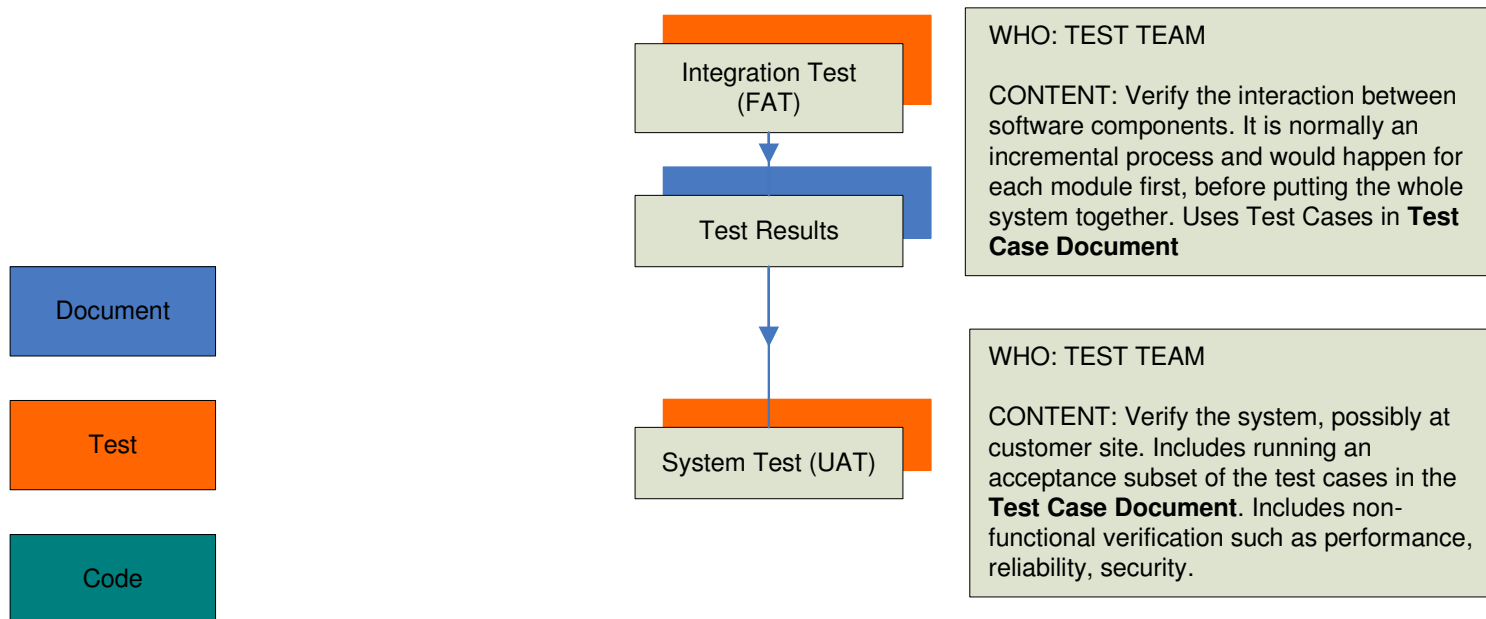 Integration Test
(FAT)
WHO: TEST TEAM
CONTENT: Verify the interaction between
software components. It is normally an
incremental process and would happen for
each module first, before putting the whole
system together. Uses Test Cases in Test
Case Document
Test Results
Document
Test
Code
System Test (UAT)
WHO: TEST TEAM
CONTENT: Verify the system, possibly at
customer site. Includes running an
acceptance subset of the test cases in the
Test Case Document. Includes non-
functional verification such as performance,
reliability, security.